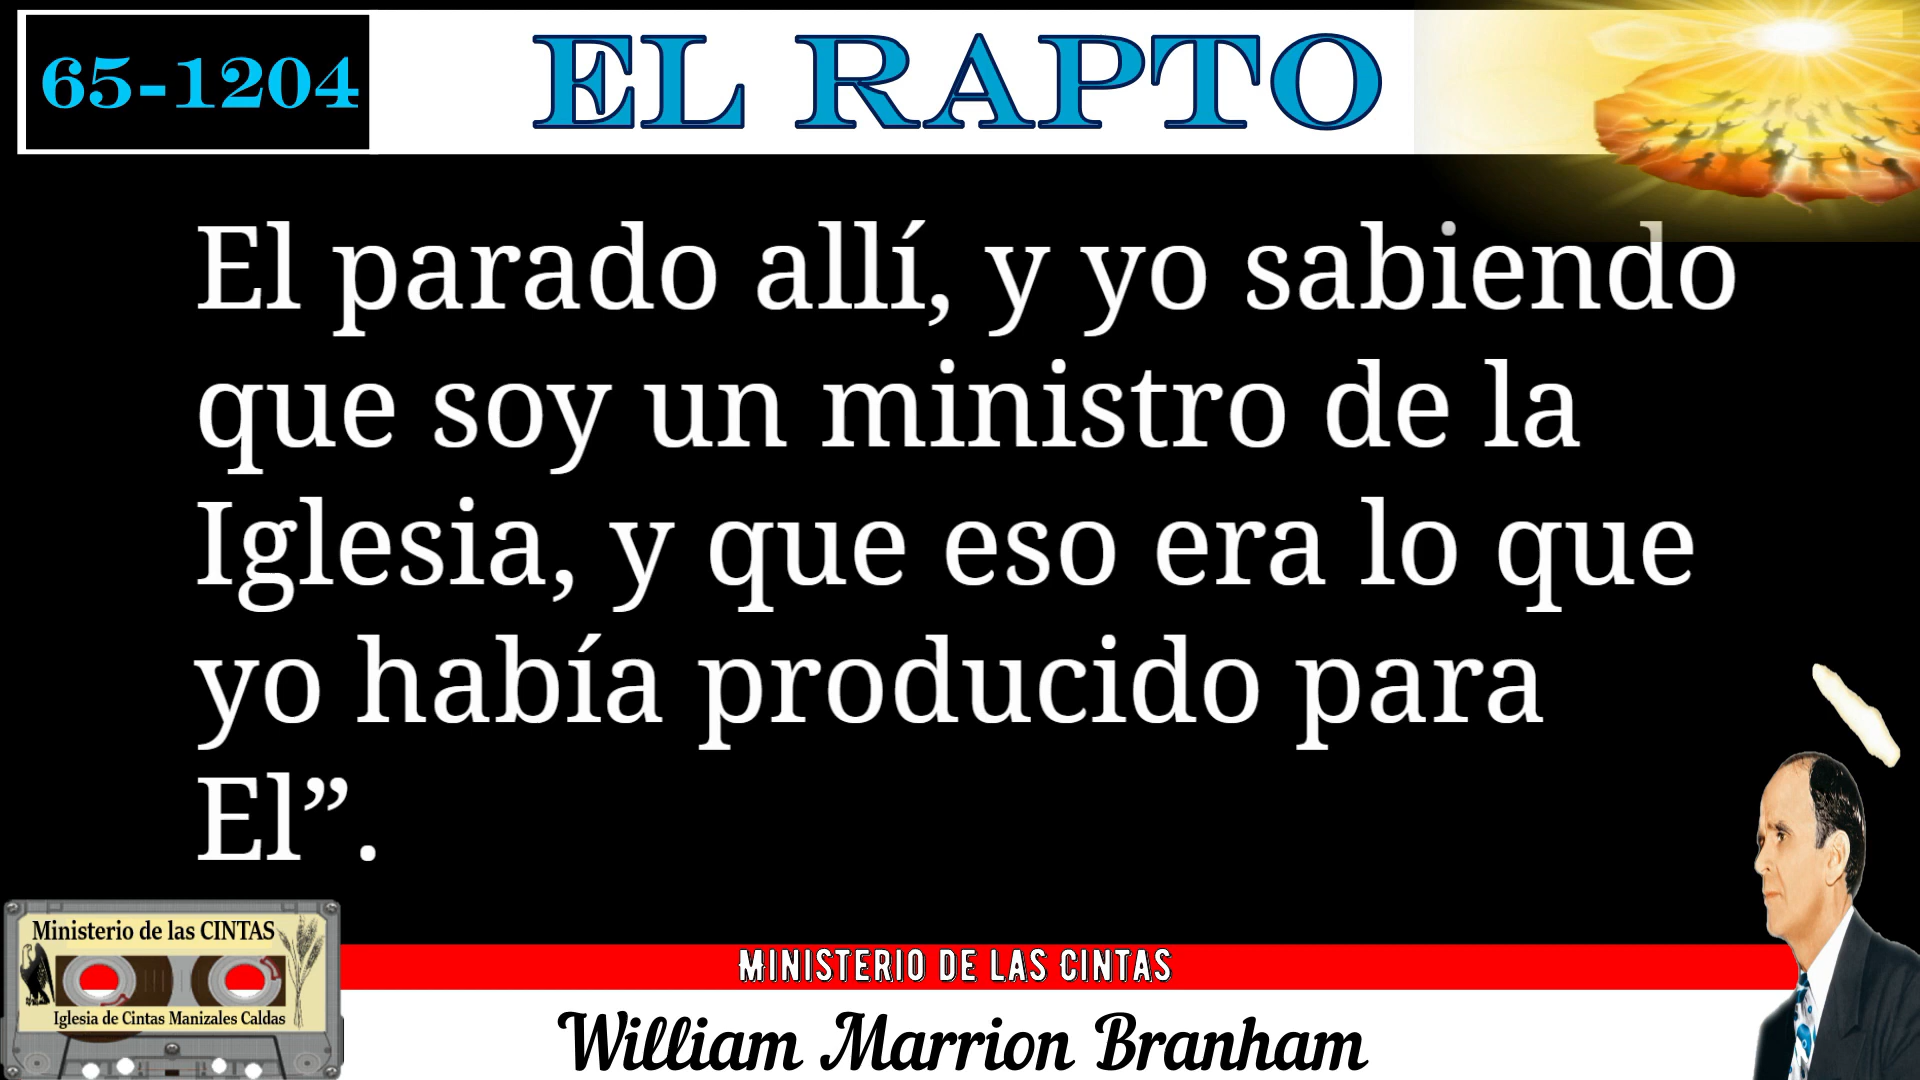 65-1204
EL RAPTO
El parado allí, y yo sabiendo
que soy un ministro de la
Iglesia, y que eso era lo que
yo había producido para
El”.
Ministerio de las CINTAS
Iglesia de Cintas Manizales Caldas
MINISTERIO DE LAS CINTAS
William Marrion Branham